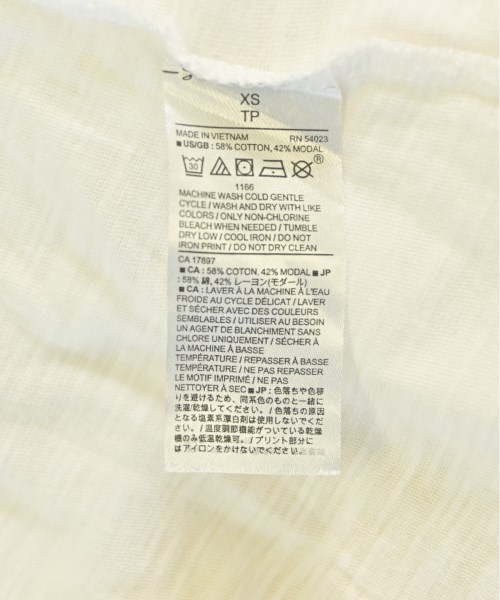 XS
TP
MADE IN VIETNAM RN 54023
■ US/GB : 58% COTTON, 42% MODAL
30
®
1166
MACHINE WASH COLD GENTLE
CYCLE / WASH AND DRY WITH LIKE
COLORS / ONLY NON-CHLORINE
BLEACH WHEN NEEDED / TUMBLE
DRY LOW / COOL IRON / DO NOT
IRON PRINT / DO NOT DRY CLEAN
CA 17897
■ CA : 58% COTON, 42% MODAL ■ JP
: 58% 綿, 42% レーヨン(モダール)
■ CA : LAVER À LA MACHINE À L'EAU
FROIDE AU CYCLE DÉLICAT / LAVER
ET SÉCHER AVEC DES COULEURS
SEMBLABLES / UTILISER AU BESOIN
UN AGENT DE BLANCHIMENT SANS
CHLORE UNIQUEMENT / SÉCHER À
LA MACHINE À BASSE
TEMPÉRATURE / REPASSER À BASSE
TEMPÉRATURE / NE PAS REPASSER
LE MOTIF IMPRIMÉ / NE PAS
NETTOYER À SEC ■ JP : 色落ちや色移
りを避けるため、同系色のものと一緒に
洗濯/乾燥してください。/ 色落ちの原因
となる塩素系漂白剤は使用しないでくだ
さい。/ 温度調節機能がついている乾燥
機のみ低温乾燥可。/ プリント部分に
はアイロンをかけないでください。